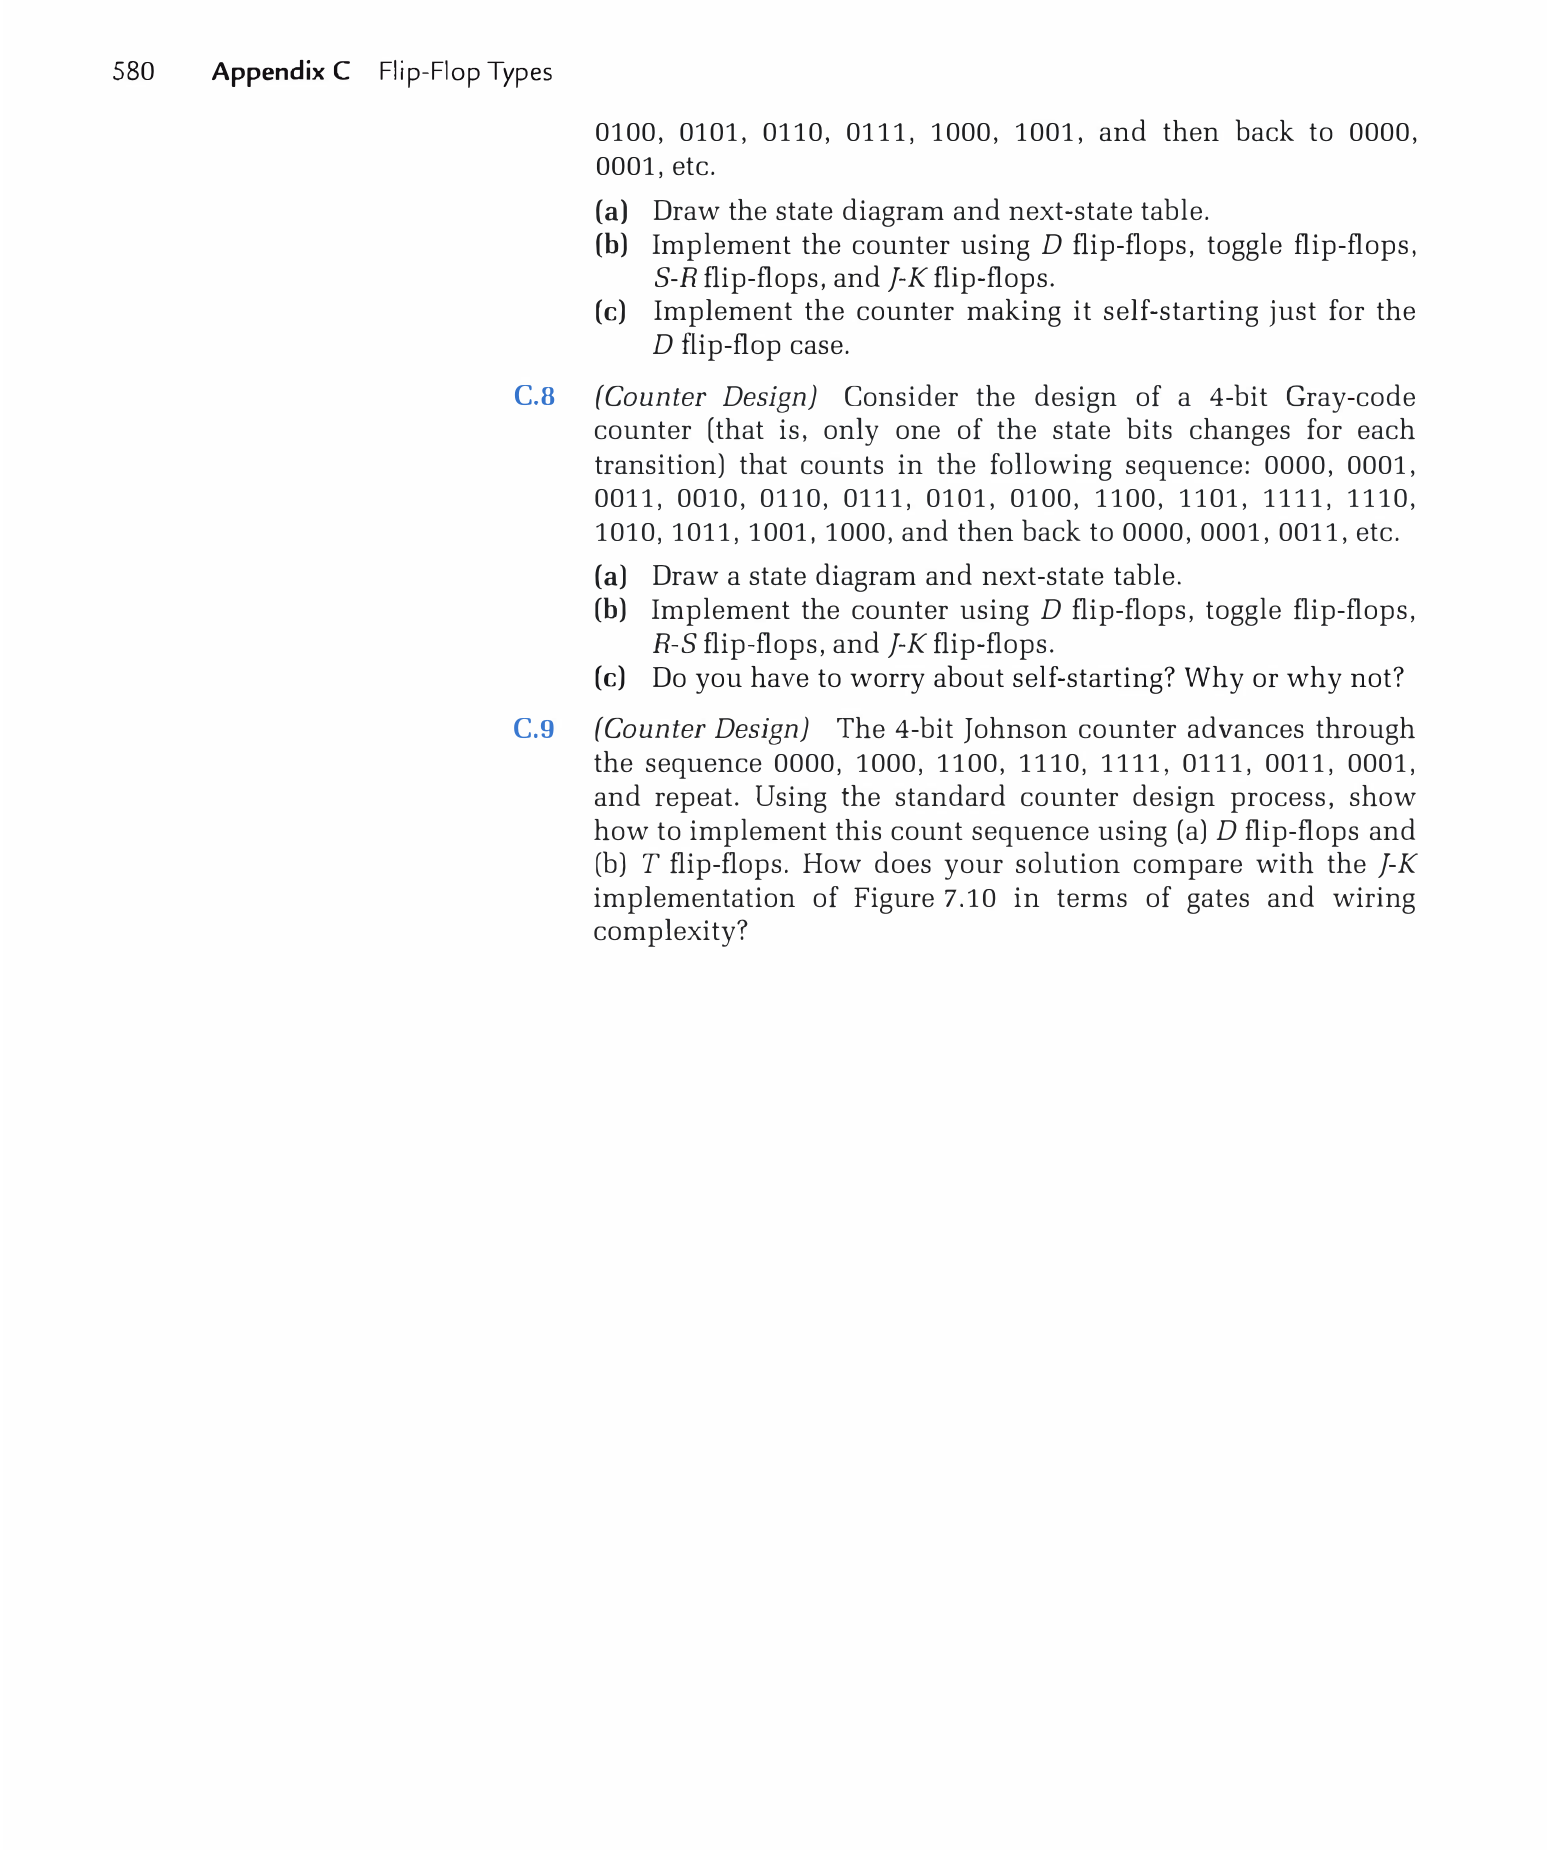 580 Appendix C Flip-Flop Types
0100, 0101, 0110, 0111, 1000, 1001, and then back to 0000,
0001, etc.
(a) Draw the state diagram and next-state table.
(b) Implement the counter using D flip-flops, toggle flip-flops,
S-R flip-flops, and J-K flip-flops.
(c) Implement the counter making it self-starting just for the
D flip-flop case.
C.8 (Counter Design) Consider the design of a 4-bit Gray-code
counter (that is, only one of the state bits changes for each
transition) that counts in the following sequence: 0000, 0001,
0011, 0010, 0110, 0111, 0101, 0100, 1100, 1101, 1111, 1110,
1010, 1011, 1001, 1000, and then back to 0000, 0001, 0011, etc.
(a) Draw a state diagram and next-state table.
(b) Implement the counter using D flip-flops, toggle flip-flops,
R-S flip-flops, and J-K flip-flops.
(c) Do you have to worry about self-starting? Why or why not?
C.9 (Counter Design) The 4-bit Johnson counter advances through
the sequence 0000, 1000, 1100, 1110, 1111, 0111, 0011, 0001,
and repeat. Using the standard counter design process, show
how to implement this count sequence using (a) D flip-flops and
(b) T flip-flops. How does your solution compare with the J-K
implementation of Figure 7.10 in terms of gates and wiring
complexity?